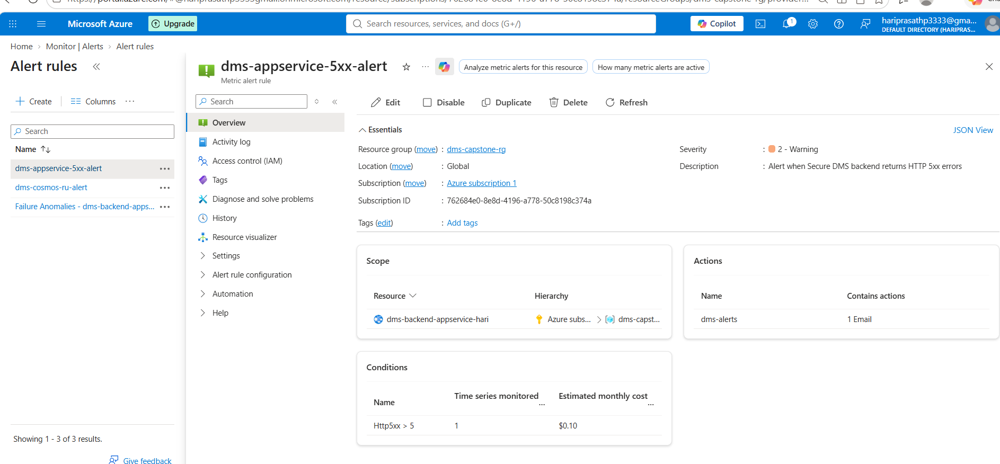 Microsoft Azure
Upgrade
Search resources, services, and docs (G+/)
Copilot
1
hariprasathp3333@gma...
DEFAULT DIRECTORY (HARIPRAS...
Home > Monitor | Alerts > Alert rules
Alert rules
Create
Columns
Search
Name
dms-appservice-5xx-alert
dms-cosmos-ru-alert
Failure Anomalies - dms-backend-apps...
Showing 1 - 3 of 3 results.
Give feedback
dms-appservice-5xx-alert
Metric alert rule
Analyze metric alerts for this resource
How many metric alerts are active
Search
Overview
Activity log
Access control (IAM)
Tags
Diagnose and solve problems
History
Resource visualizer
Settings
Alert rule configuration
Automation
Help
Edit
Disable
Duplicate
Delete
Refresh
Essentials
JSON View
Resource group (move) : dms-capstone-rg
Location (move) : Global
Subscription (move) : Azure subscription 1
Subscription ID : 762684e0-8e8d-4196-a778-50c8198c374a
Tags (edit) : Add tags
Severity : 2 - Warning
Description : Alert when Secure DMS backend returns HTTP 5xx errors
Scope
Resource Hierarchy
dms-backend-appservice-hari Azure subs... > dms-capst...
Actions
Name Contains actions
dms-alerts 1 Email
Conditions
Name Time series monitored ... Estimated monthly cost ...
Http5xx > 5 1 $0.10